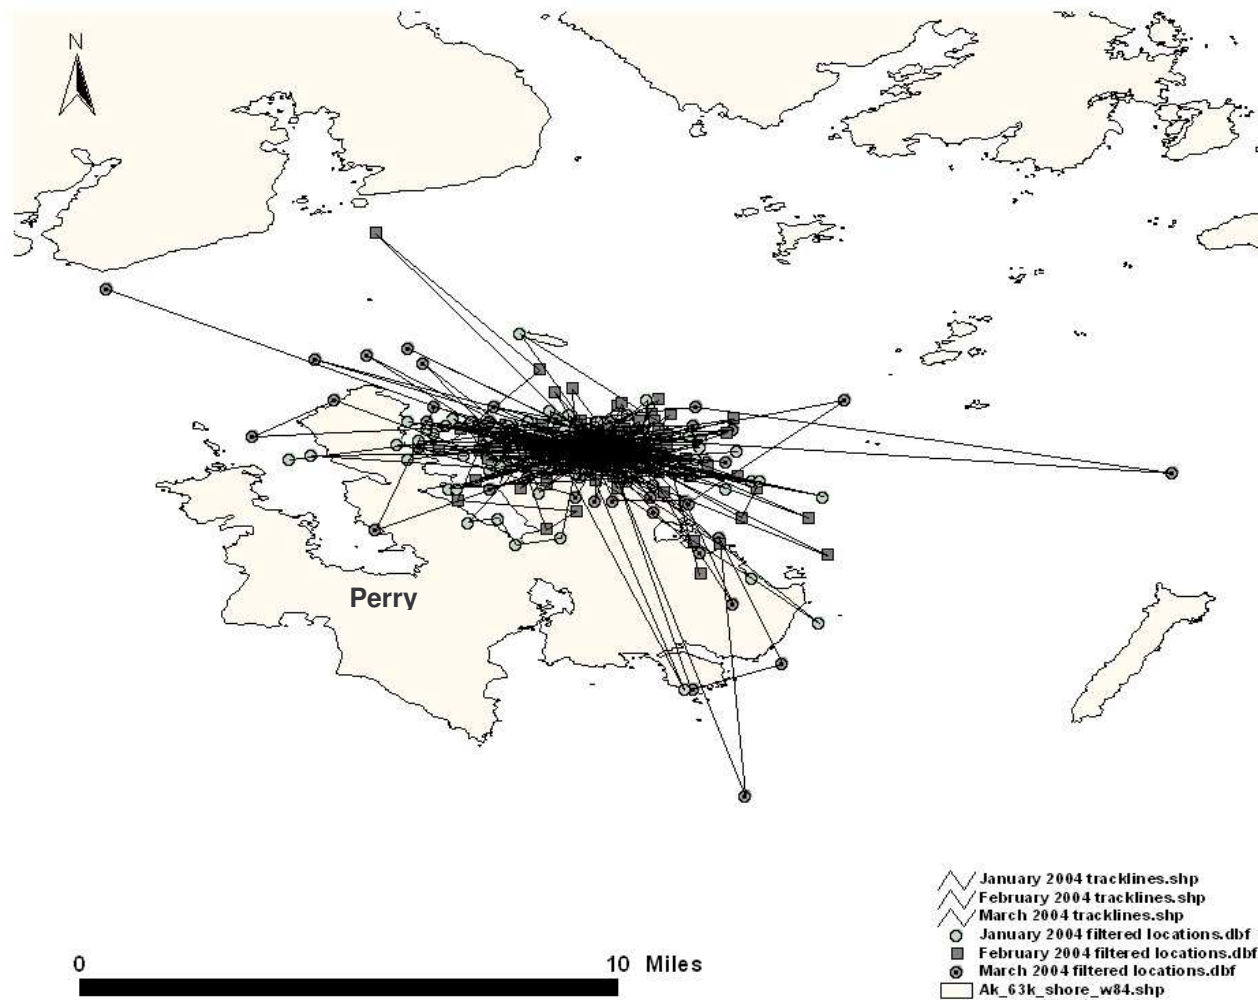 N
Perry
January 2004 tracklines.shp
February 2004 tracklines.shp
March 2004 tracklines.shp
January 2004 filtered locations.dbf
February 2004 filtered locations.dbf
March 2004 filtered locations.dbf
Ak_63k_shore_w84.shp
0 10 Miles